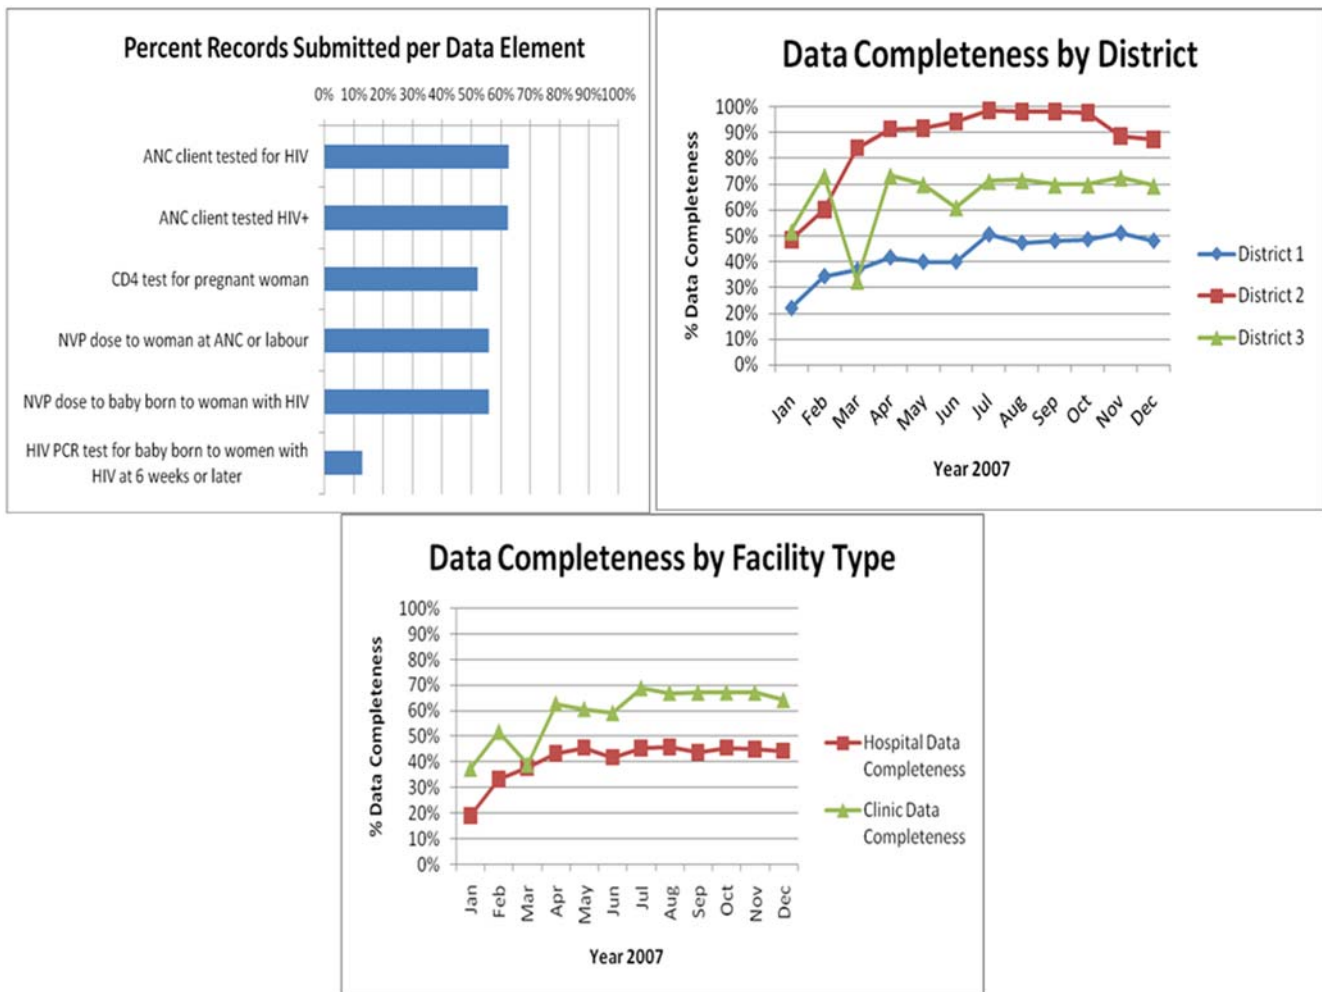 Percent Records Submitted per Data Element
0% 10% 20% 30% 40% 50% 60% 70% 80% 90% 100%
ANC client tested for HIV
ANC client tested HIV+
CD4 test for pregnant woman
NVP dose to woman at ANC or labour
NVP dose to baby born to woman with HIV
HIV PCR test for baby born to women with
HIV at 6 weeks or later
Data Completeness by District
% Data Completeness
100%
90%
80%
70%
60%
50%
40%
30%
20%
10%
0%
Jan Feb Mar Apr May Jun Jul Aug Sep Oct Nov Dec
Year 2007
District 1
District 2
District 3
Data Completeness by Facility Type
% Data Completeness
100%
90%
80%
70%
60%
50%
40%
30%
20%
10%
0%
Jan Feb Mar Apr May Jun Jul Aug Sep Oct Nov Dec
Year 2007
Hospital Data
Completeness
Clinic Data
Completeness